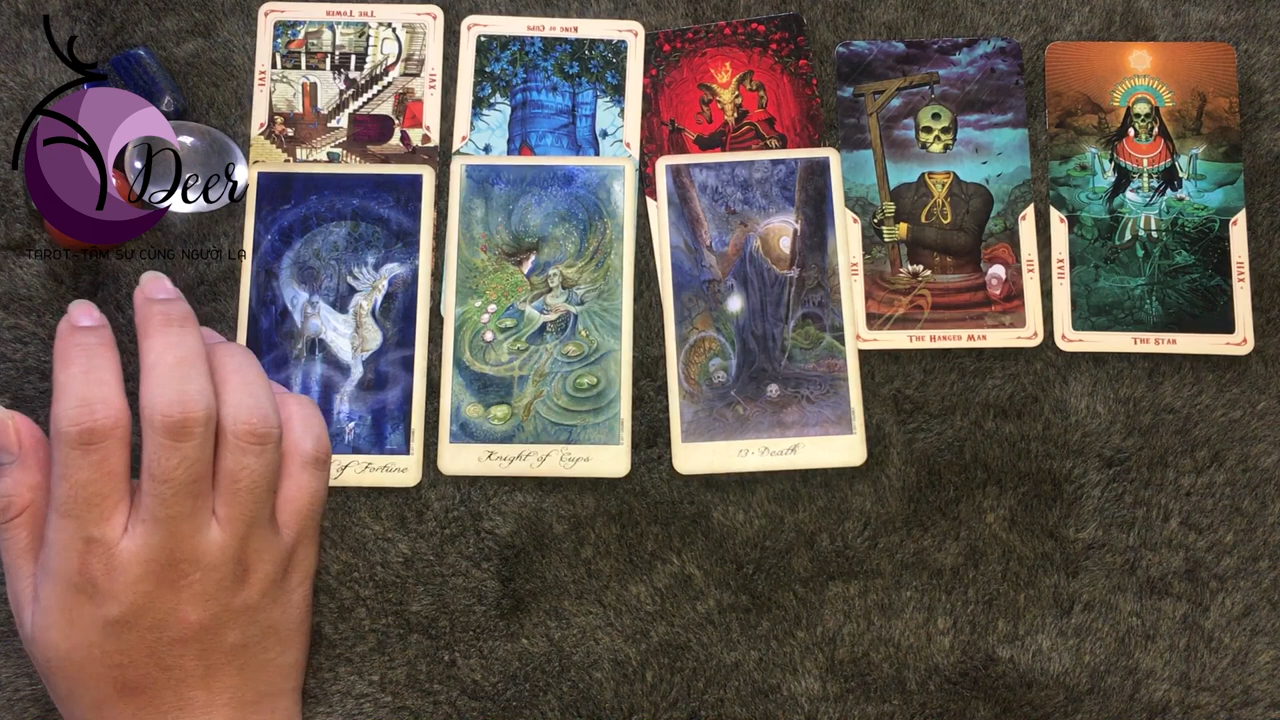 THE TOWER
· XVI ·
· XVI ·
KING OF CUPS
Deer
TAROT-TÂM SỰ CÙNG NGƯỜI LẠ
· XII ·
· XII ·
THE HANGED MAN
· XVII ·
· XVII ·
THE STAR
of Fortune
Knight of Cups
13 · Death